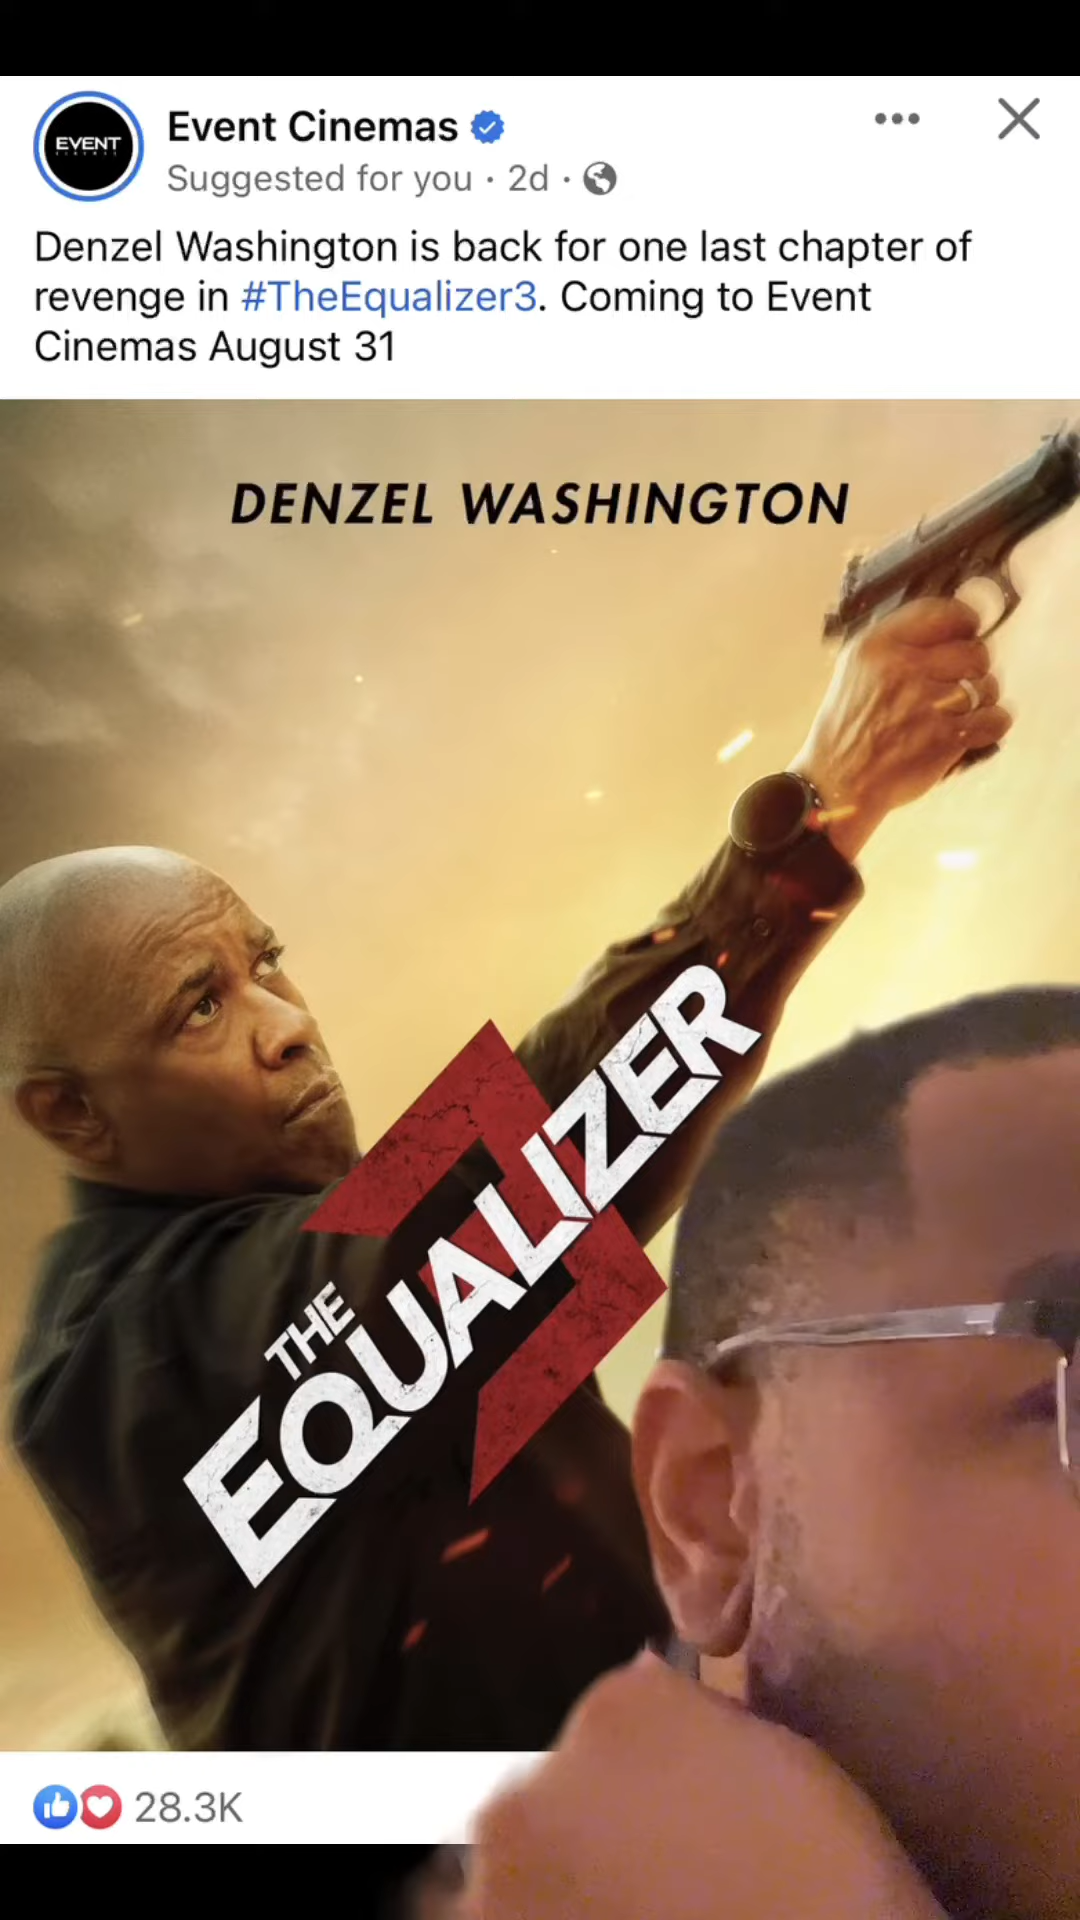 EVENT
Event Cinemas
Suggested for you · 2d ·
Denzel Washington is back for one last chapter of
revenge in #TheEqualizer3. Coming to Event
Cinemas August 31
DENZEL WASHINGTON
THE
EQUALIZER
3
28.3K